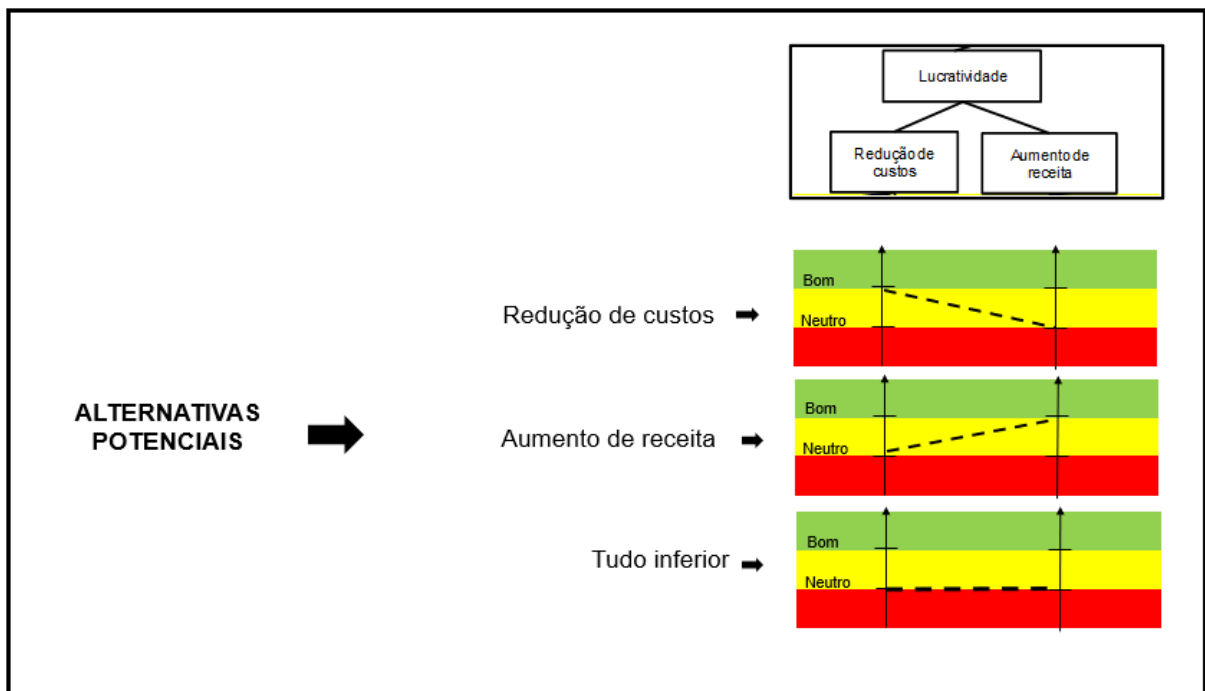 Lucratividade
Redução de
custos
Aumento de
receita
Bom
Redução de custos
Neutro
ALTERNATIVAS
POTENCIAIS
Bom
Aumento de receita
Neutro
Bom
Tudo inferior
Neutro